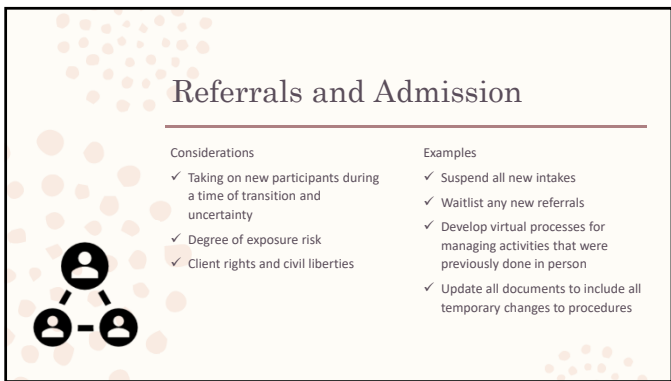 Referrals and Admission
Considerations
✓ Taking on new participants during
a time of transition and
uncertainty
✓ Degree of exposure risk
✓ Client rights and civil liberties
Examples
✓ Suspend all new intakes
✓ Waitlist any new referrals
✓ Develop virtual processes for
managing activities that were
previously done in person
✓ Update all documents to include all
temporary changes to procedures